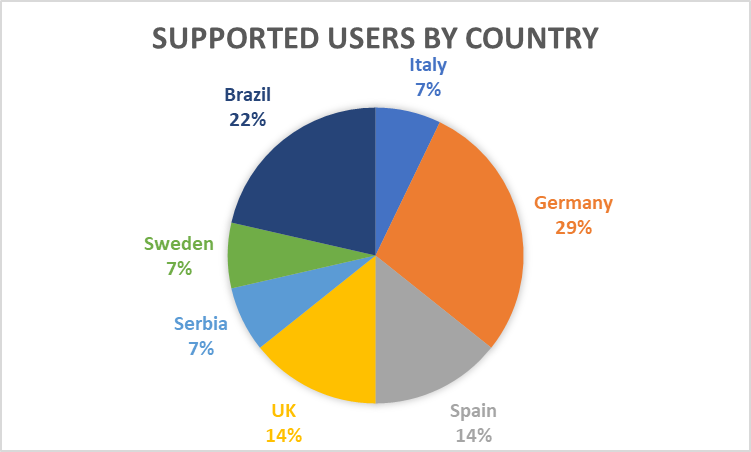 SUPPORTED USERS BY COUNTRY
Italy
7%
Germany
29%
Spain
14%
UK
14%
Serbia
7%
Sweden
7%
Brazil
22%